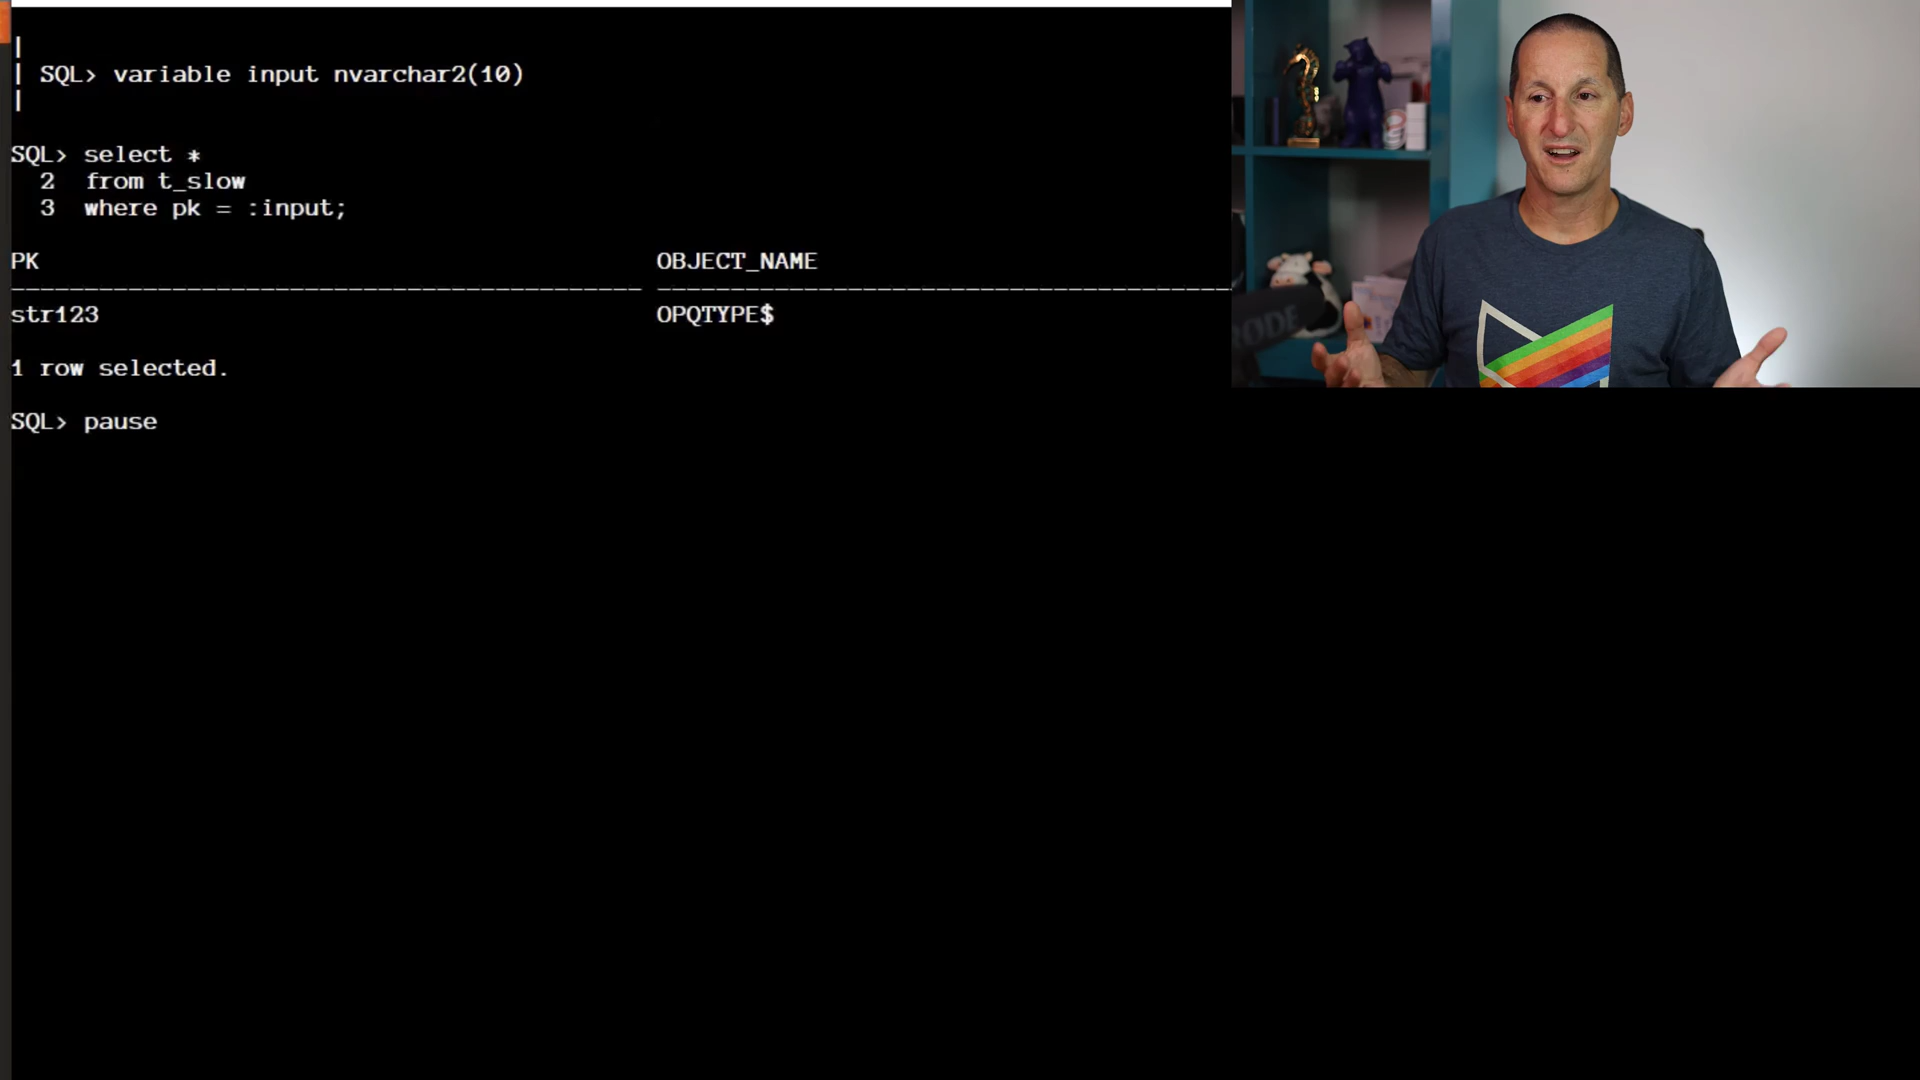 |
| SQL> variable input nvarchar2(10)
|
SQL> select *
2 from t_slow
3 where pk = :input;
PK OBJECT_NAME
------------------------------------------- ---------------------------------------
str123 OPQTYPE$
1 row selected.
SQL> pause
RODE